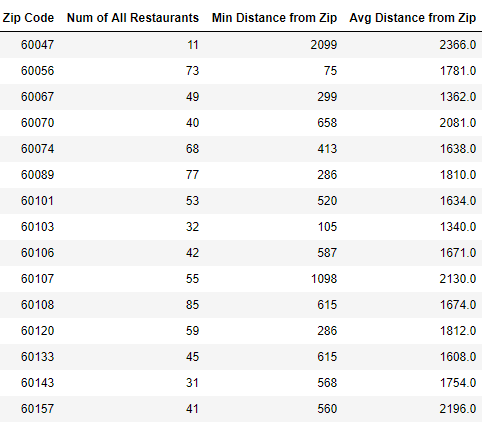 Zip Code Num of All Restaurants Min Distance from Zip Avg Distance from Zip
60047 11 2099 2366.0
60056 73 75 1781.0
60067 49 299 1362.0
60070 40 658 2081.0
60074 68 413 1638.0
60089 77 286 1810.0
60101 53 520 1634.0
60103 32 105 1340.0
60106 42 587 1671.0
60107 55 1098 2130.0
60108 85 615 1674.0
60120 59 286 1812.0
60133 45 615 1608.0
60143 31 568 1754.0
60157 41 560 2196.0